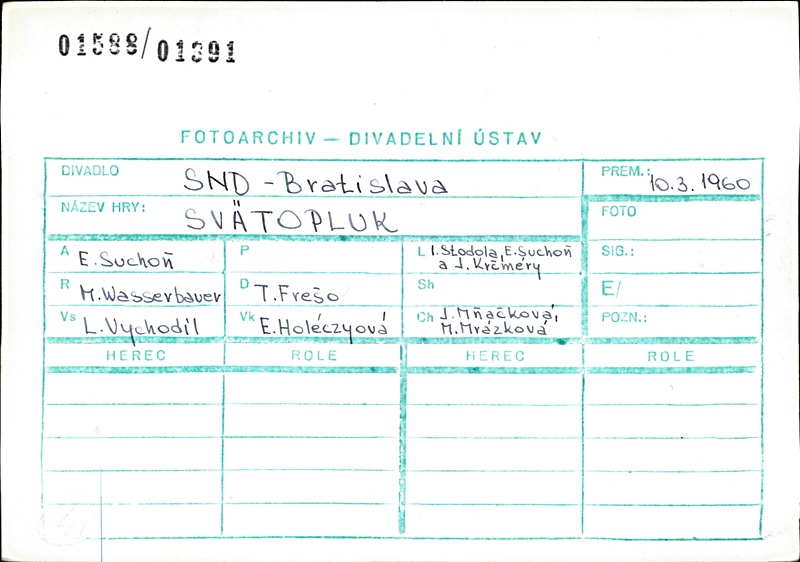 01588/01391
FOTOARCHIV — DIVADELNÍ ÚSTAV
DIVADLO SND - Bratislava
PREM.: 10.3. 1960
NÁZEV HRY: SVÄTOPLUK
FOTO
A E. Suchoň
P
L I. Stodola, E. Suchoň
a J. Krčméry
SIG.:
R M. Wasserbauer
D T. Frešo
Sh
E/
Vs L. Vychodil
Vk E. Holéczyová
Ch J. Mňačková,
M. Mrázková
POZN.:
HEREC ROLE HEREC ROLE